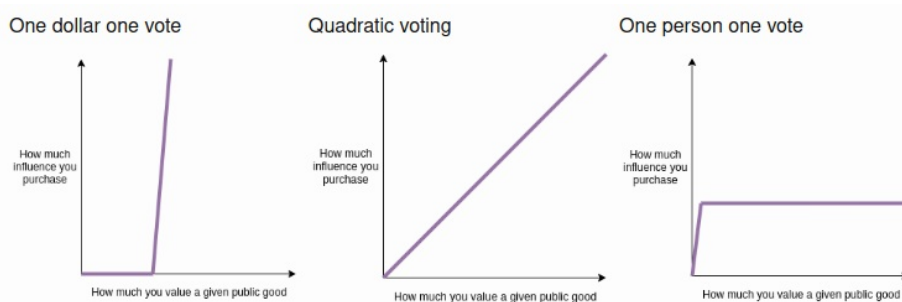 One dollar one vote
How much
influence you
purchase
How much you value a given public good
Quadratic voting
How much
influence you
purchase
How much you value a given public good
One person one vote
How much
influence you
purchase
How much you value a given public good